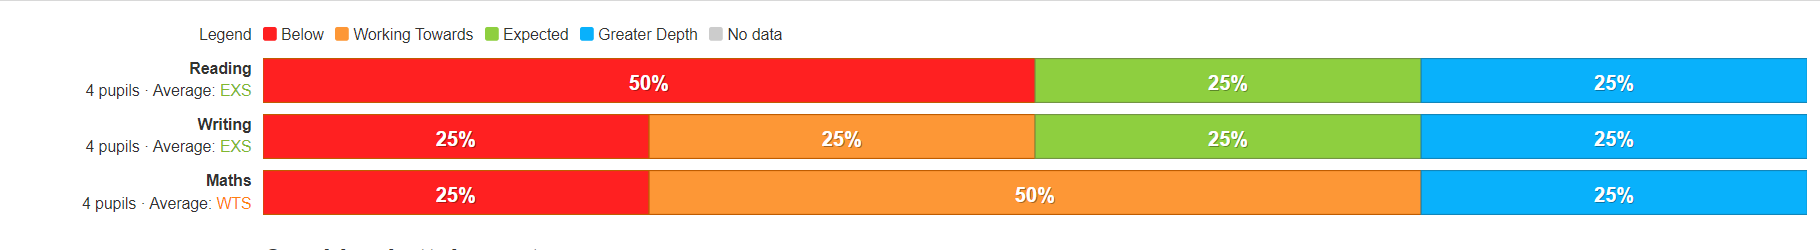 Legend Below Working Towards Expected Greater Depth No data
Reading
4 pupils · Average: EXS
50% 25% 25%
Writing
4 pupils · Average: EXS
25% 25% 25% 25%
Maths
4 pupils · Average: WTS
25% 50% 25%